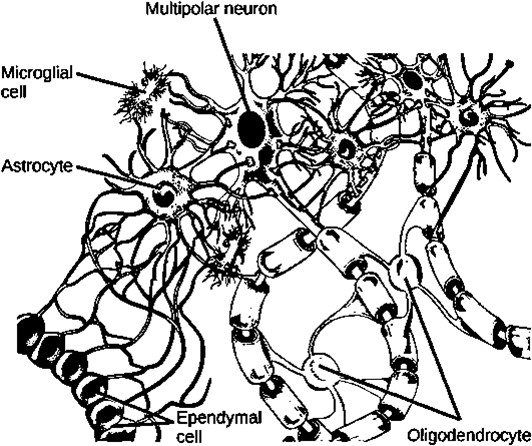 Multipolar neuron
Microglial
cell
Astrocyte
Ependymal
cell
Oligodendrocyte